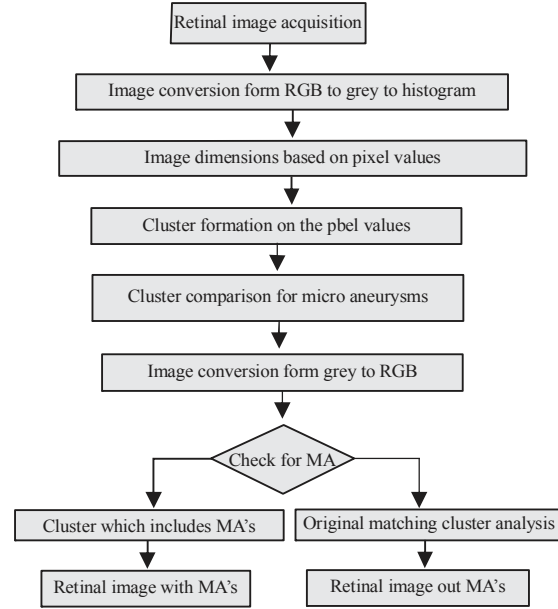 Retinal image acquisition
Image conversion form RGB to grey to histogram
Image dimensions based on pixel values
Cluster formation on the pbel values
Cluster comparison for micro aneurysms
Image conversion form grey to RGB
Check for MA
Cluster which includes MA's
Original matching cluster analysis
Retinal image with MA's
Retinal image out MA's